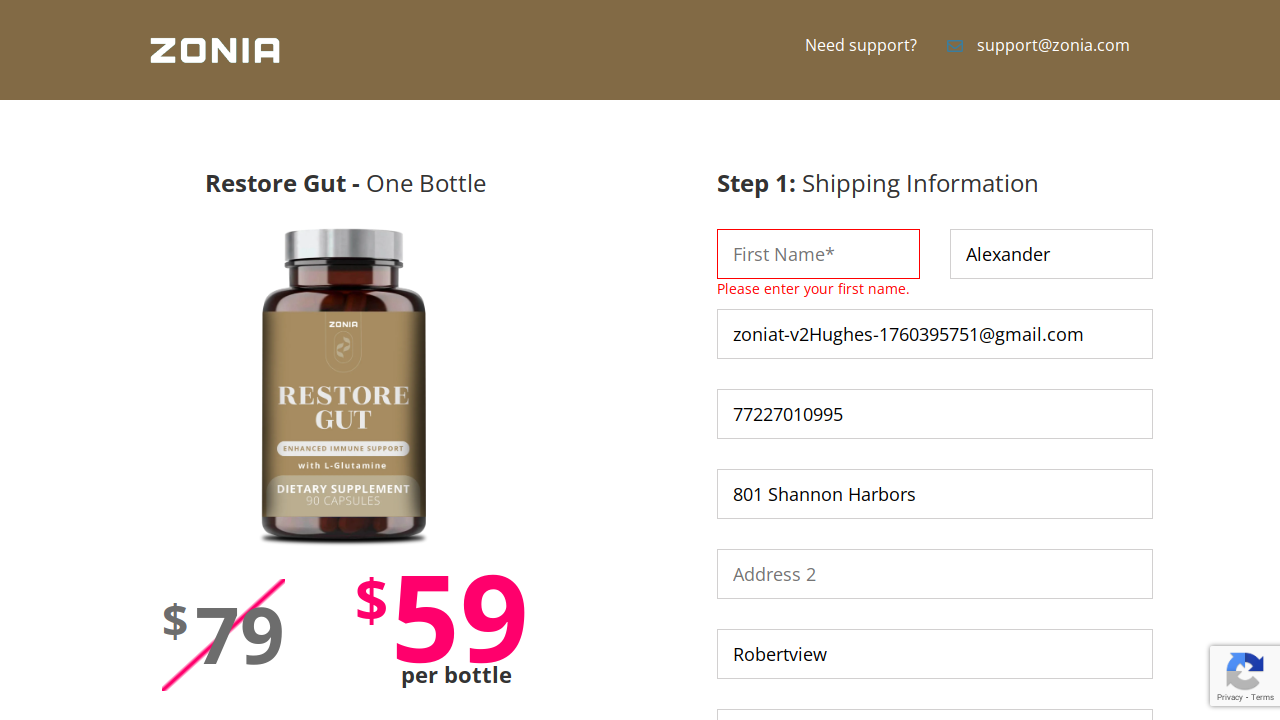 ZONIA
Need support?
support@zonia.com
Restore Gut - One Bottle
ZONIA
RESTORE
GUT
ENHANCED IMMUNE SUPPORT
with L-Glutamine
DIETARY SUPPLEMENT
90 CAPSULES
$79
$59
per bottle
Step 1: Shipping Information
First Name*
Alexander
Please enter your first name.
zoniat-v2Hughes-1760395751@gmail.com
77227010995
801 Shannon Harbors
Address 2
Robertview
Privacy - Terms